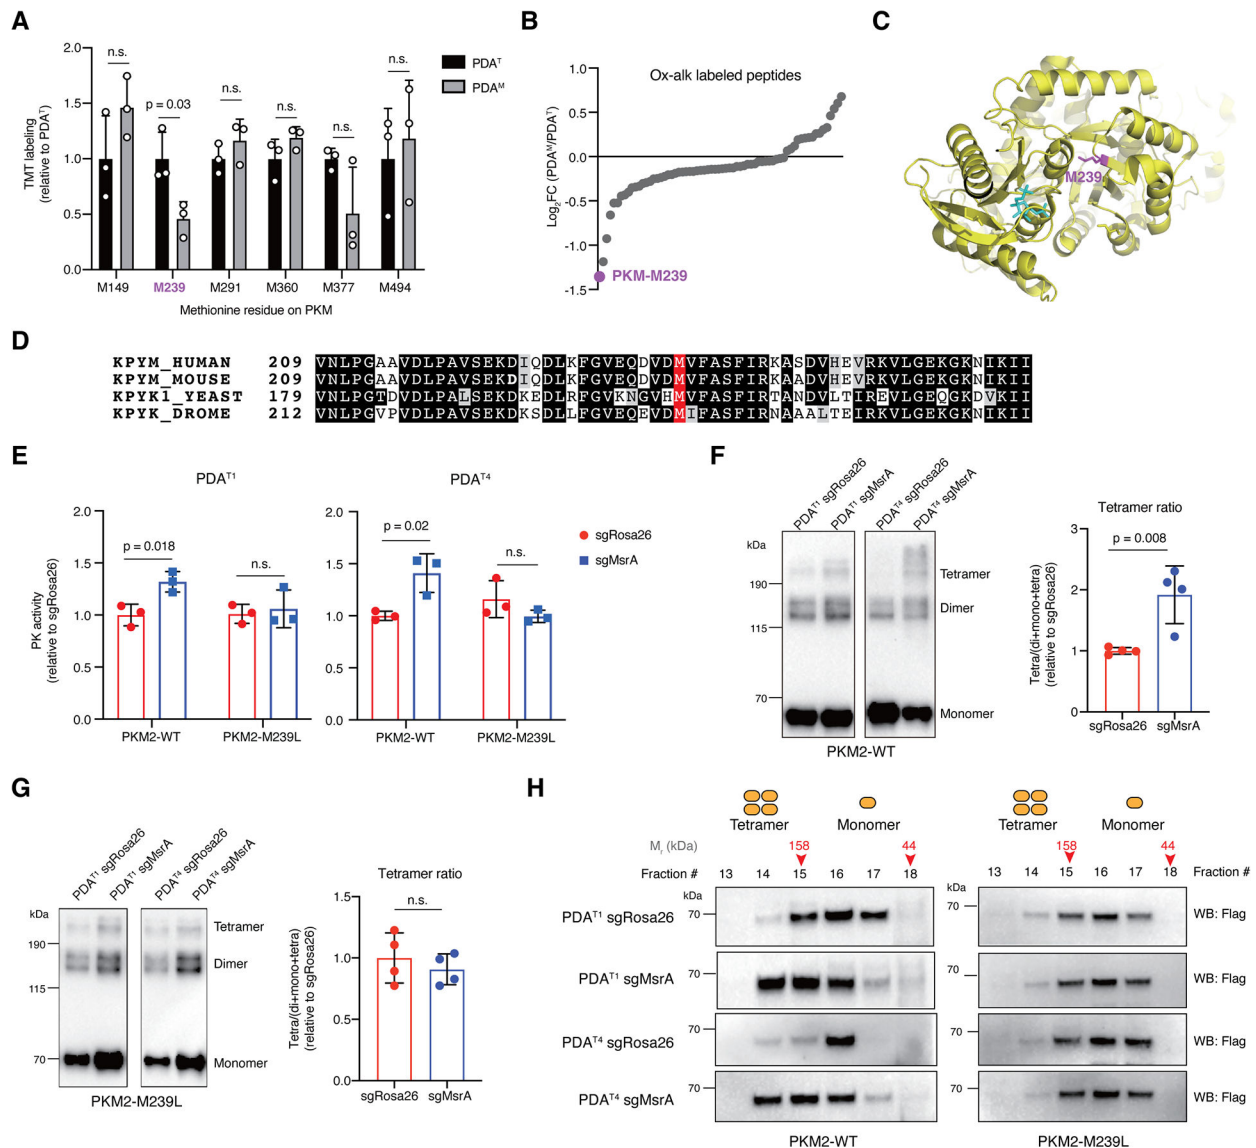 A
TMT labeling
(relative to PDAᵀ)
2.0
1.5
1.0
0.5
0.0
n.s.
p = 0.03
n.s.
n.s.
n.s.
n.s.
PDAᵀ
PDAᴹ
M149 M239 M291 M360 M377 M494
Methionine residue on PKM
B
Log₂FC (PDAᴹ/PDAᵀ)
1.0
0.5
0.0
-0.5
-1.0
-1.5
Ox-alk labeled peptides
PKM-M239
C
M239
D
KPYM_HUMAN 209 VNLPGAAVDLPAVSEKDIQDLKFGVEQDVDMVFASFIRKASDVHEVRKVLGEKGKNIKII
KPYM_MOUSE 209 VNLPGAAVDLPAVSEKDIQDLKFGVEQDVDMVFASFIRKAADVHEVRKVLGEKGKNIKII
KPYK1_YEAST 179 VNLPGTDVDLPALSEKDKEDLRFGVKNGVHMVFASFIRTANDVLTIREVLGEQGKDVKII
KPYK_DROME 212 VNLPGVPVDLPAVSEKDKSDLLFGVEQEVDMIFASFIRNAAALTEIRKVLGEKGKNIKII
E
PDAᵀ¹
PK activity
(relative to sgRosa26)
2.0
1.5
1.0
0.5
0.0
p = 0.018
n.s.
PKM2-WT PKM2-M239L
PDAᵀ⁴
2.0
1.5
1.0
0.5
0.0
p = 0.02
n.s.
PKM2-WT PKM2-M239L
sgRosa26
sgMsrA
F
PDAᵀ¹ sgRosa26
PDAᵀ¹ sgMsrA
PDAᵀ⁴ sgRosa26
PDAᵀ⁴ sgMsrA
kDa
190
115
70
Tetramer
Dimer
Monomer
PKM2-WT
Tetramer ratio
Tetra/(di+mono+tetra)
(relative to sgRosa26)
3
2
1
0
p = 0.008
sgRosa26 sgMsrA
G
PDAᵀ¹ sgRosa26
PDAᵀ¹ sgMsrA
PDAᵀ⁴ sgRosa26
PDAᵀ⁴ sgMsrA
kDa
190
115
70
Tetramer
Dimer
Monomer
PKM2-M239L
Tetramer ratio
Tetra/(di+mono+tetra)
(relative to sgRosa26)
1.5
1.0
0.5
0.0
n.s.
sgRosa26 sgMsrA
H
Tetramer Monomer Tetramer Monomer
Mᵣ (kDa) 158 44 158 44
Fraction # 13 14 15 16 17 18 13 14 15 16 17 18 Fraction #
kDa kDa
PDAᵀ¹ sgRosa26 70 70 WB: Flag
PDAᵀ¹ sgMsrA 70 70 WB: Flag
PDAᵀ⁴ sgRosa26 70 70 WB: Flag
PDAᵀ⁴ sgMsrA 70 70 WB: Flag
PKM2-WT PKM2-M239L